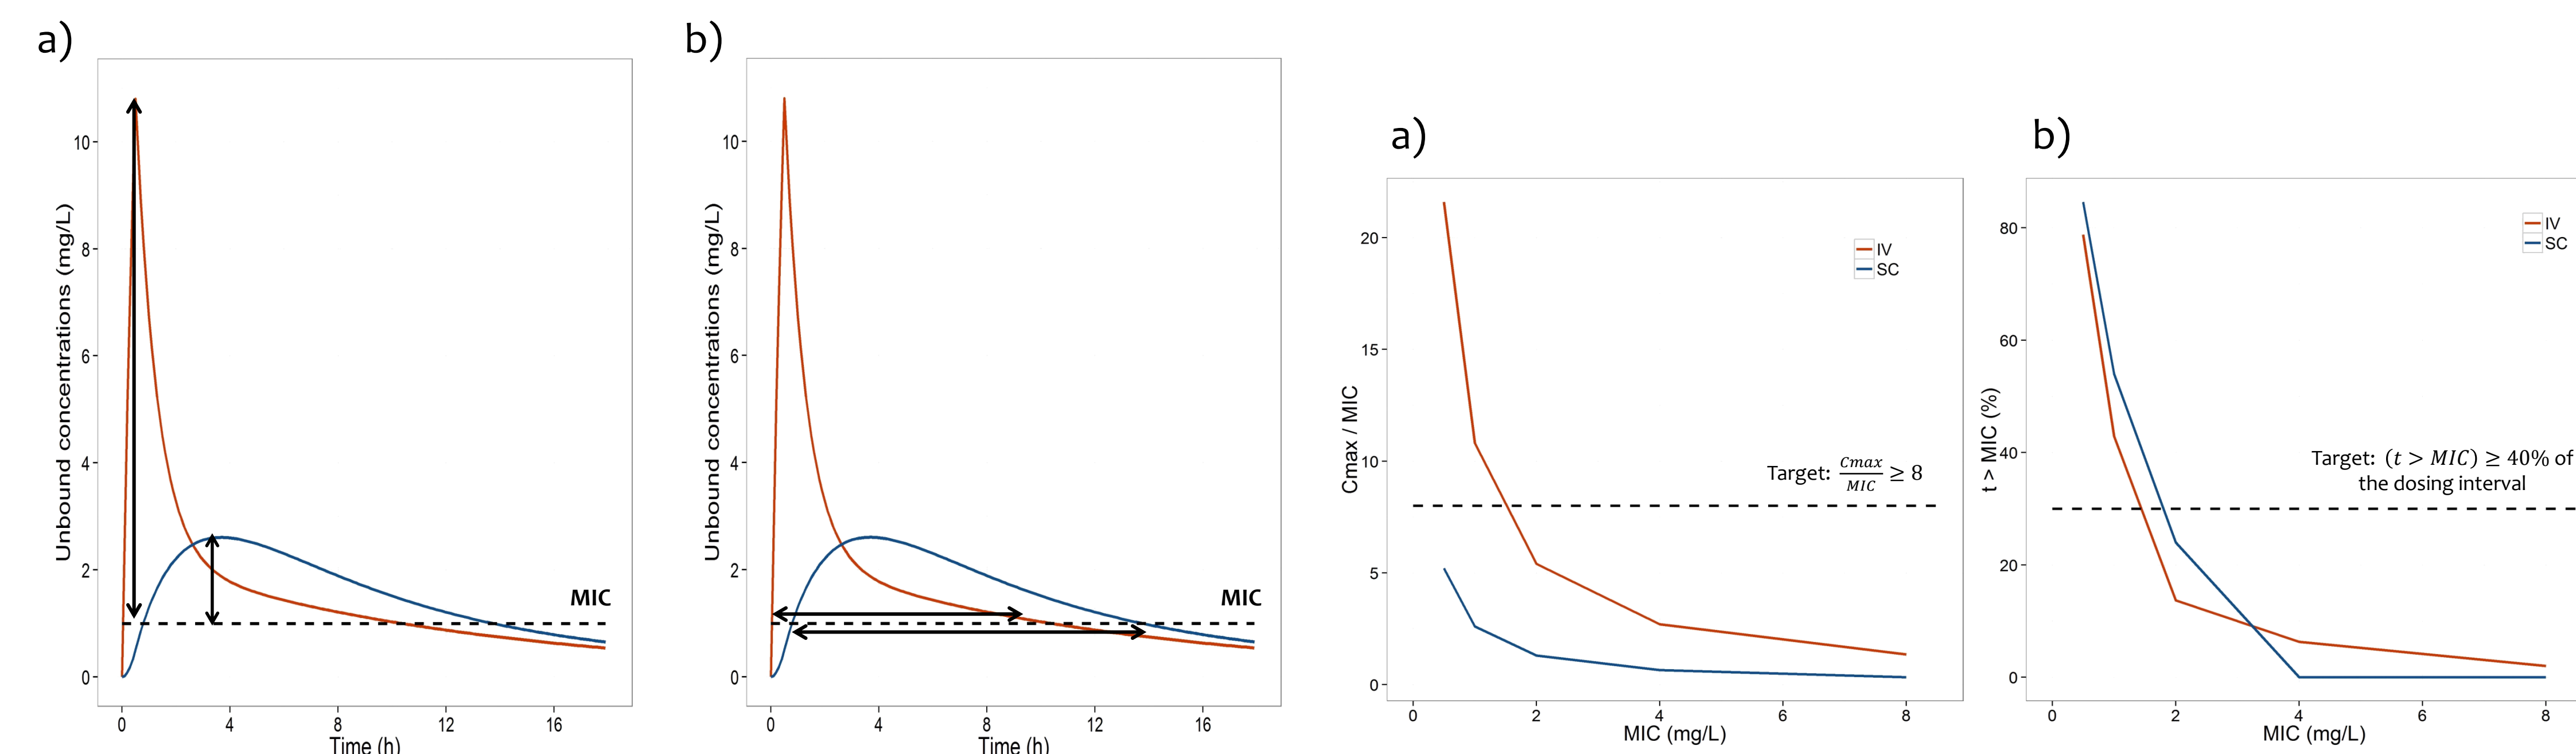 a)
Unbound concentrations (mg/L)
10
8
6
4
2
0
MIC
0 4 8 12 16
Time (h)
b)
Unbound concentrations (mg/L)
10
8
6
4
2
0
MIC
0 4 8 12 16
Time (h)
a)
Cmax / MIC
20
15
10
5
0
IV
SC
Target: Cmax/MIC ≥ 8
0 2 4 6 8
MIC (mg/L)
b)
t > MIC (%)
80
60
40
20
0
IV
SC
Target: (t > MIC) ≥ 40% of
the dosing interval
0 2 4 6 8
MIC (mg/L)